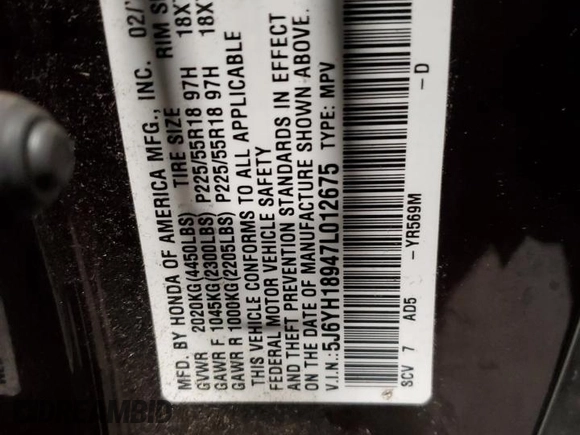 MFD. BY HONDA OF AMERICA MFG., INC. 02/
GVWR 2020KG(4450LBS) TIRE SIZE RIM S
GAWR F 1045KG(2300LBS) P225/55R18 97H 18X
GAWR R 1000KG(2205LBS) P225/55R18 97H 18X
THIS VEHICLE CONFORMS TO ALL APPLICABLE
FEDERAL MOTOR VEHICLE SAFETY
AND THEFT PREVENTION STANDARDS IN EFFECT
ON THE DATE OF MANUFACTURE SHOWN ABOVE.
V.I.N.:5J6YH18947L012675 TYPE: MPV
SCV 7 AD5 -YR569M -D